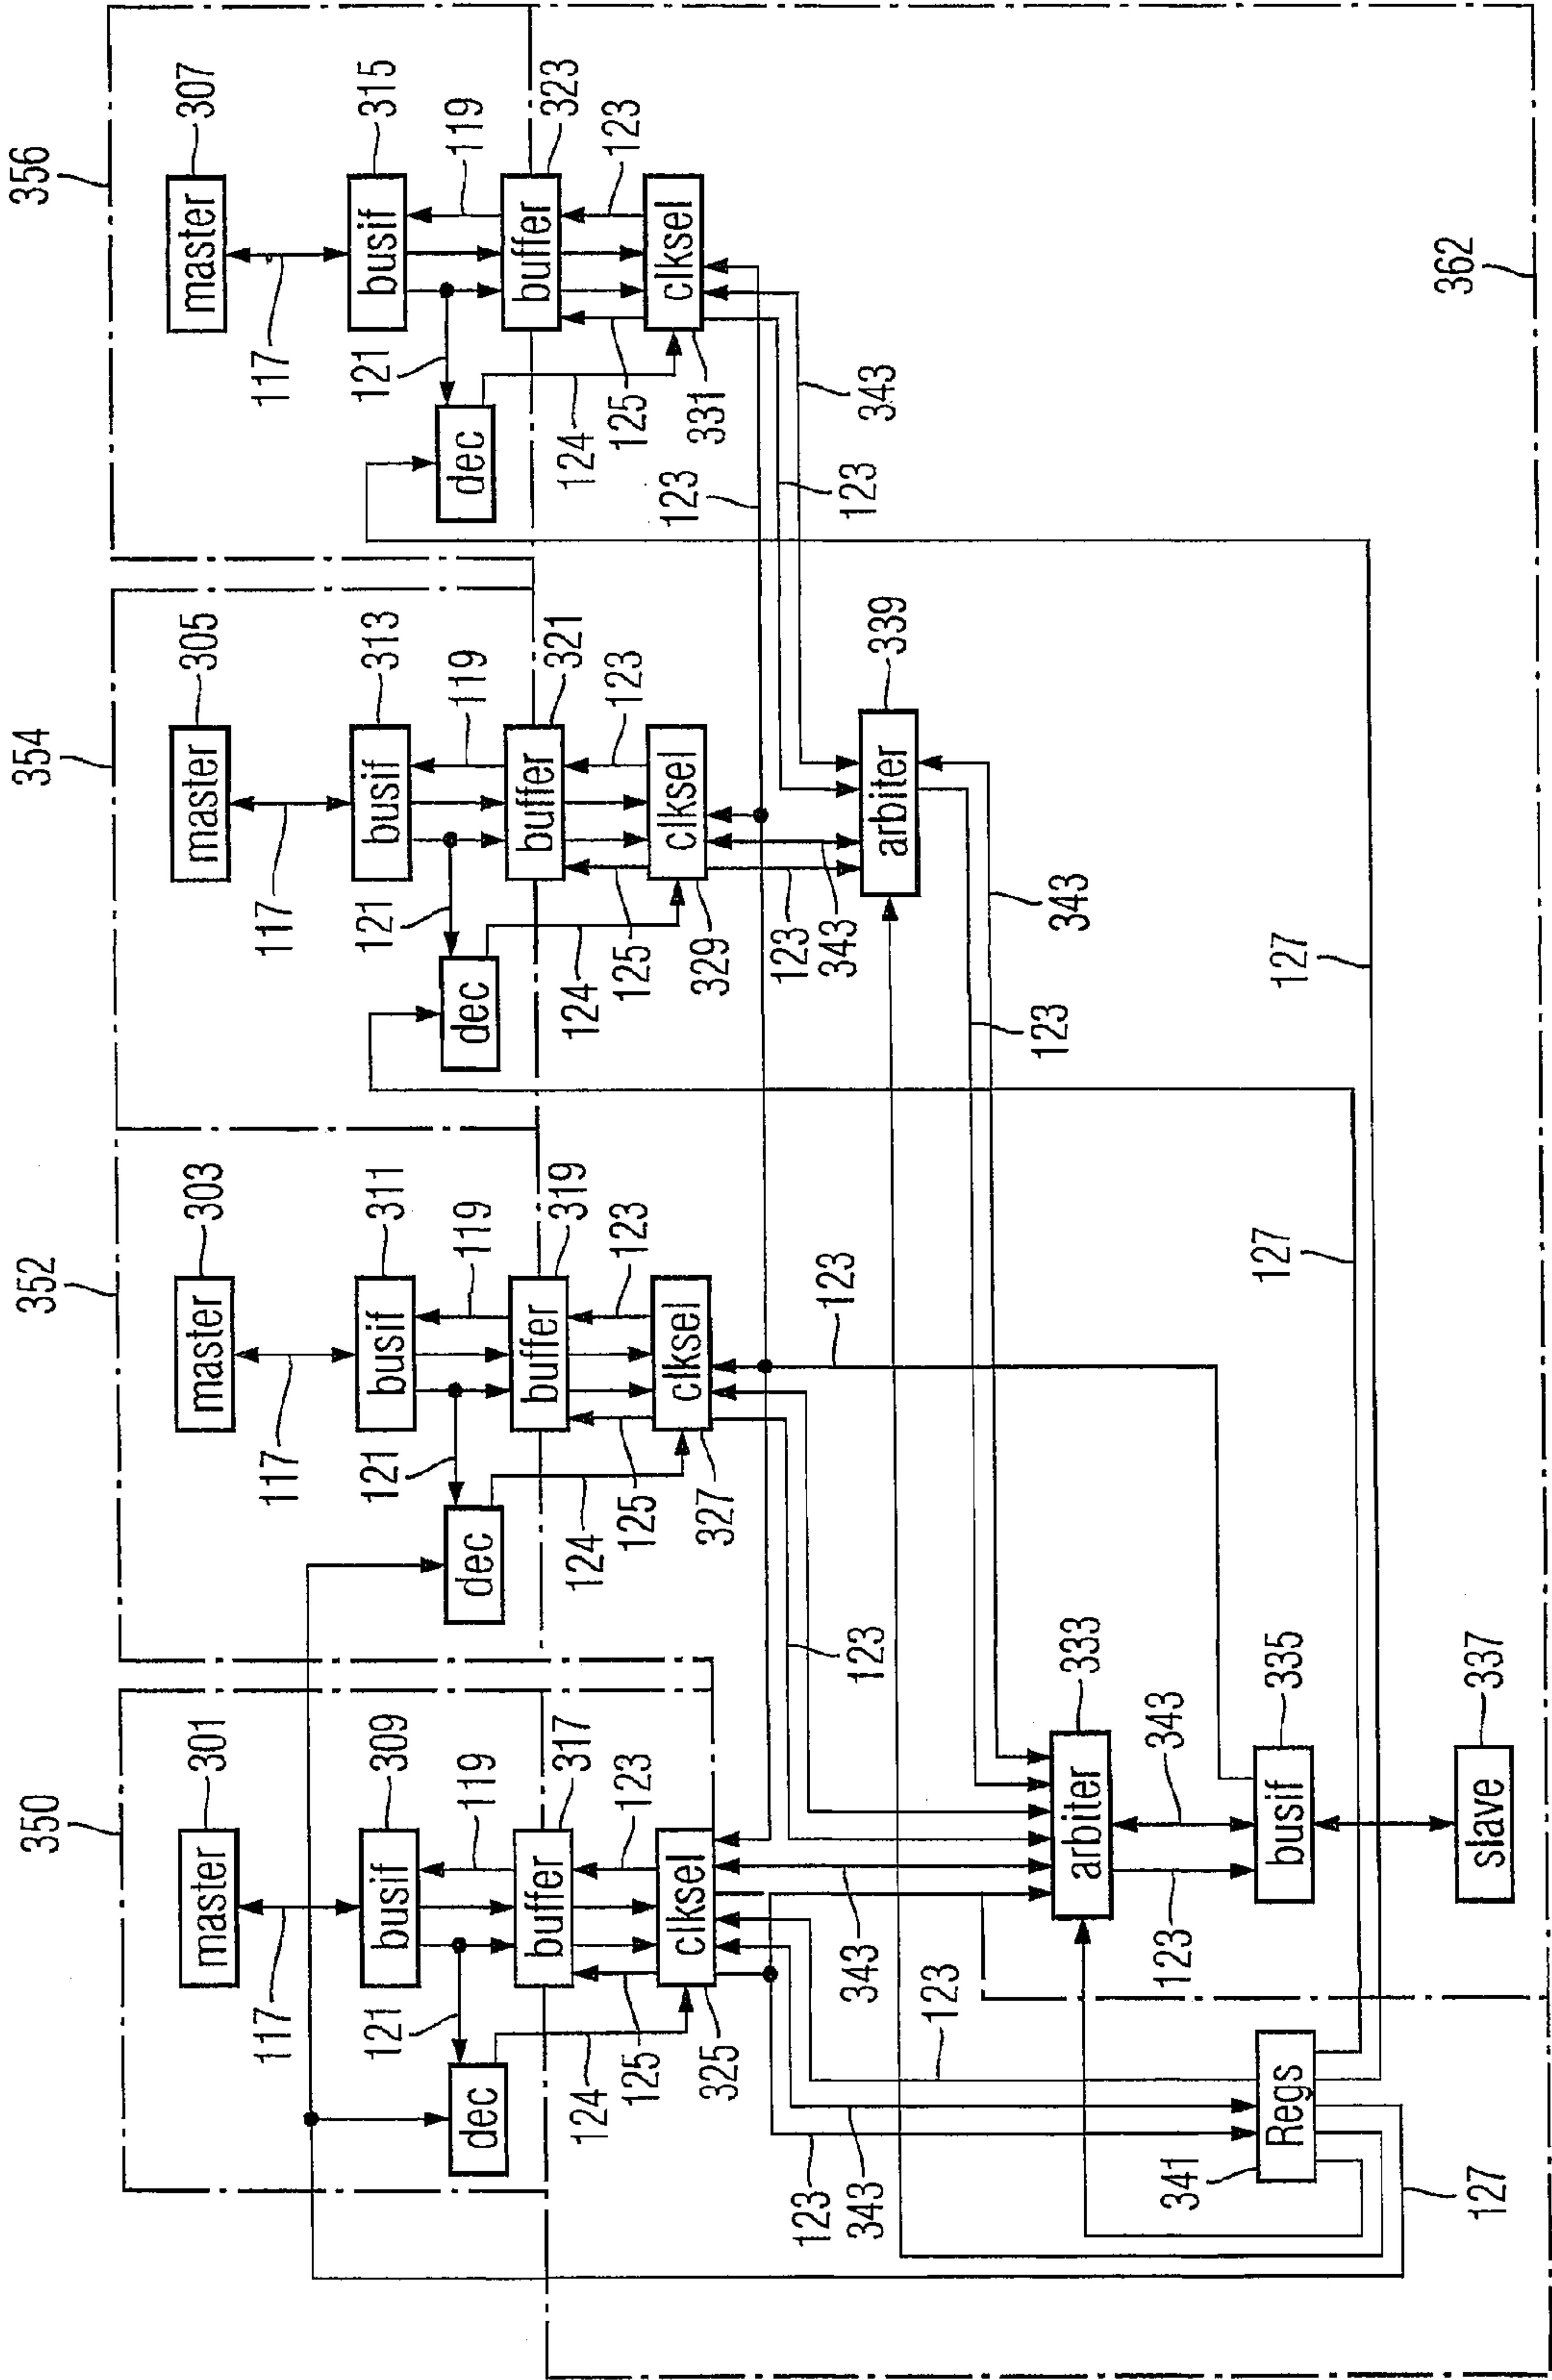 350
352
354
356
master
301
master
303
master
305
master
307
117
117
117
117
busif
309
busif
311
busif
313
busif
315
121
119
121
119
121
119
121
119
dec
dec
dec
dec
buffer
317
buffer
319
buffer
321
buffer
323
124
125
123
124
125
123
124
125
123
124
125
123
clksel
325
clksel
327
clksel
329
clksel
331
123
123
343
123
123
343
123
arbiter
339
123
343
343
123
123
343
arbiter
333
343
123
127
127
Regs
341
busif
335
127
slave
337
362